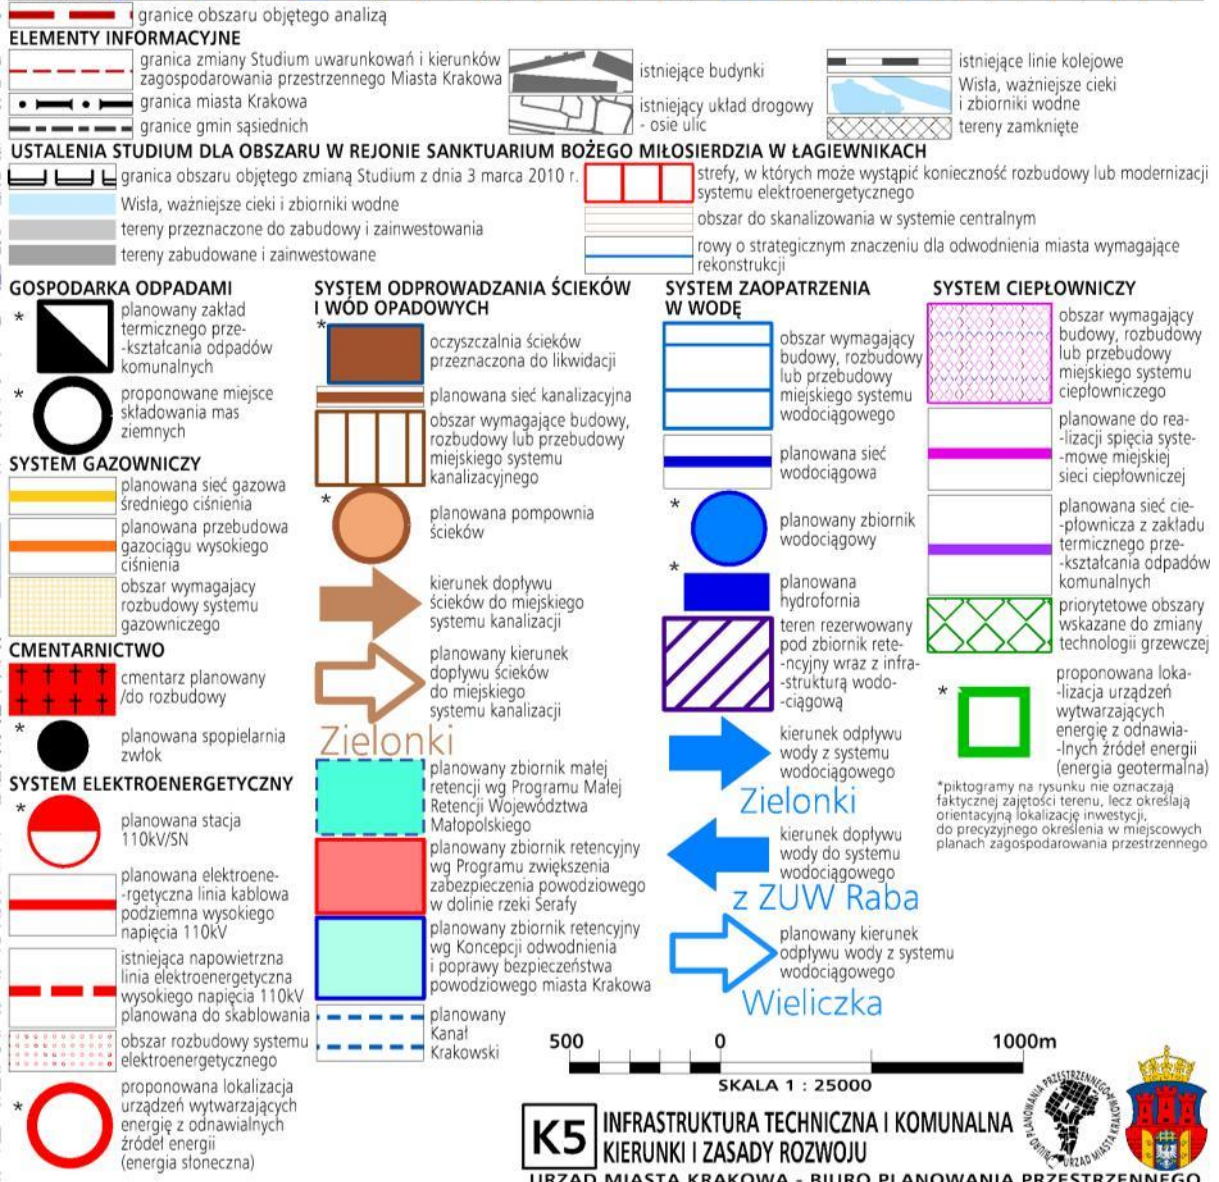 granice obszaru objętego analizą
ELEMENTY INFORMACYJNE
granica zmiany Studium uwarunkowań i kierunków
zagospodarowania przestrzennego Miasta Krakowa
granica miasta Krakowa
granice gmin sąsiednich
istniejące budynki
istniejący układ drogowy
- osie ulic
istniejące linie kolejowe
Wisła, ważniejsze cieki
i zbiorniki wodne
tereny zamknięte
USTALENIA STUDIUM DLA OBSZARU W REJONIE SANKTUARIUM BOŻEGO MIŁOSIERDZIA W ŁAGIEWNIKACH
granica obszaru objętego zmianą Studium z dnia 3 marca 2010 r.
Wisła, ważniejsze cieki i zbiorniki wodne
tereny przeznaczone do zabudowy i zainwestowania
tereny zabudowane i zainwestowane
strefy, w których może wystąpić konieczność rozbudowy lub modernizacji
systemu elektroenergetycznego
obszar do skanalizowania w systemie centralnym
rowy o strategicznym znaczeniu dla odwodnienia miasta wymagające
rekonstrukcji
GOSPODARKA ODPADAMI
*
planowany zakład
termicznego prze-
-kształcania odpadów
komunalnych
*
proponowane miejsce
składowania mas
ziemnych
SYSTEM GAZOWNICZY
planowana sieć gazowa
średniego ciśnienia
planowana przebudowa
gazociągu wysokiego
ciśnienia
obszar wymagajacy
rozbudowy systemu
gazowniczego
CMENTARNICTWO
cmentarz planowany
/do rozbudowy
*
planowana spopielarnia
zwłok
SYSTEM ELEKTROENERGETYCZNY
*
planowana stacja
110kV/SN
planowana elektroene-
-rgetyczna linia kablowa
podziemna wysokiego
napięcia 110kV
istniejąca napowietrzna
linia elektroenergetyczna
wysokiego napięcia 110kV
planowana do skablowania
obszar rozbudowy systemu
elektroenergetycznego
*
proponowana lokalizacja
urządzeń wytwarzających
energię z odnawialnych
źródeł energii
(energia słoneczna)
SYSTEM ODPROWADZANIA ŚCIEKÓW
I WÓD OPADOWYCH
*
oczyszczalnia ścieków
przeznaczona do likwidacji
planowana sieć kanalizacyjna
obszar wymagające budowy,
rozbudowy lub przebudowy
miejskiego systemu
kanalizacyjnego
*
planowana pompownia
ścieków
kierunek dopływu
ścieków do miejskiego
systemu kanalizacji
planowany kierunek
dopływu ścieków
do miejskiego
systemu kanalizacji
Zielonki
planowany zbiornik małej
retencji wg Programu Małej
Retencji Województwa
Małopolskiego
planowany zbiornik retencyjny
wg Programu zwiększenia
zabezpieczenia powodziowego
w dolinie rzeki Serafy
planowany zbiornik retencyjny
wg Koncepcji odwodnienia
i poprawy bezpieczeństwa
powodziowego miasta Krakowa
planowany
Kanał
Krakowski
SYSTEM ZAOPATRZENIA
W WODĘ
obszar wymagający
budowy, rozbudowy
lub przebudowy
miejskiego systemu
wodociągowego
planowana sieć
wodociągowa
*
planowany zbiornik
wodociągowy
*
planowana
hydrofornia
teren rezerwowany
pod zbiornik rete-
-ncyjny wraz z infra-
-strukturą wodo-
-ciągową
kierunek odpływu
wody z systemu
wodociągowego
Zielonki
kierunek dopływu
wody do systemu
wodociągowego
z ZUW Raba
planowany kierunek
odpływu wody z systemu
wodociągowego
Wieliczka
SYSTEM CIEPŁOWNICZY
obszar wymagający
budowy, rozbudowy
lub przebudowy
miejskiego systemu
ciepłowniczego
planowane do rea-
-lizacji spięcia syste-
-mowe miejskiej
sieci ciepłowniczej
planowana sieć cie-
-płownicza z zakładu
termicznego prze-
-kształcania odpadów
komunalnych
priorytetowe obszary
wskazane do zmiany
technologii grzewczej
*
proponowana loka-
-lizacja urządzeń
wytwarzających
energię z odnawia-
-lnych źródeł energii
(energia geotermalna)
*piktogramy na rysunku nie oznaczają
faktycznej zajętości terenu, lecz określają
orientacyjną lokalizację inwestycji,
do precyzyjnego określenia w miejscowych
planach zagospodarowania przestrzennego
500 0 1000m
SKALA 1 : 25000
K5
INFRASTRUKTURA TECHNICZNA I KOMUNALNA
KIERUNKI I ZASADY ROZWOJU
BIURO PLANOWANIA PRZESTRZENNEGO URZĄD MIASTA KRAKOWA
URZĄD MIASTA KRAKOWA - BIURO PLANOWANIA PRZESTRZENNEGO